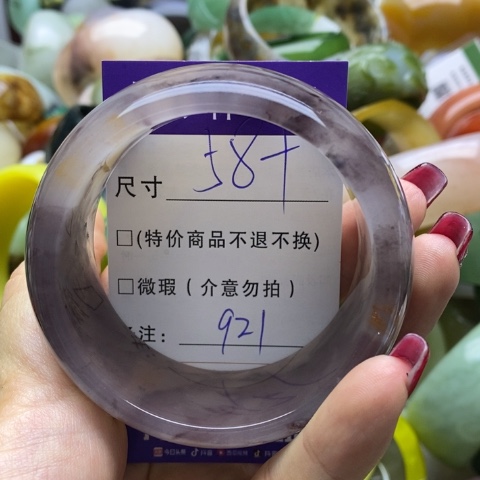 尺寸 58+
□(特价商品不退不换)
□微瑕(介意勿拍)
注: 921